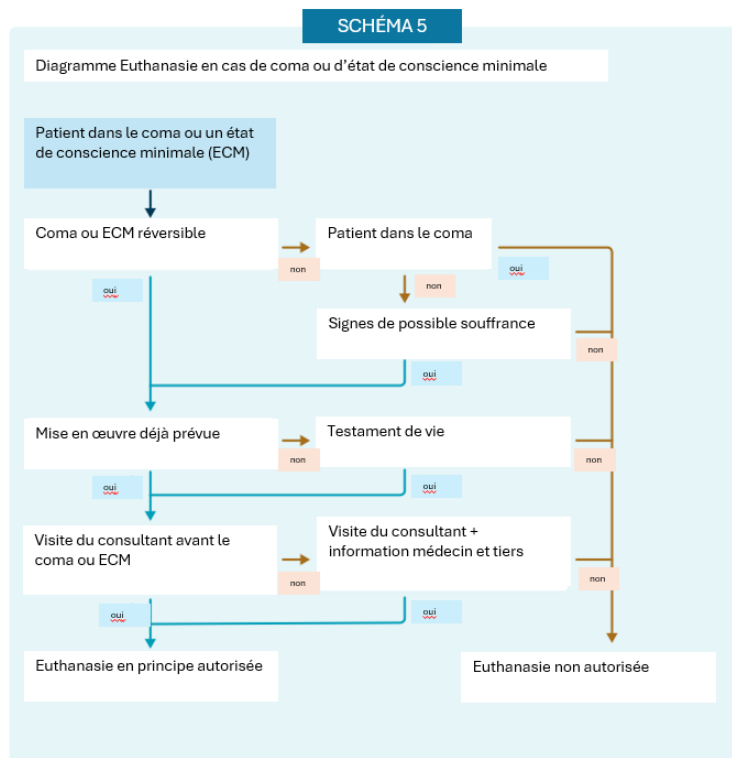 SCHÉMA 5
Diagramme Euthanasie en cas de coma ou d’état de conscience minimale
Patient dans le coma ou un état
de conscience minimale (ECM)
Coma ou ECM réversible
Patient dans le coma
non
oui
oui
non
Signes de possible souffrance
non
oui
Mise en œuvre déjà prévue
Testament de vie
non
non
oui
oui
Visite du consultant avant le
coma ou ECM
Visite du consultant +
information médecin et tiers
non
non
oui
oui
Euthanasie en principe autorisée
Euthanasie non autorisée